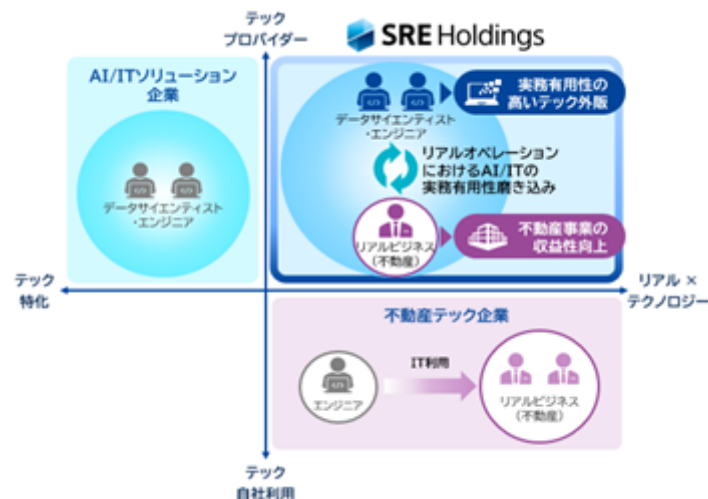 テック
プロバイダー
SRE Holdings
AI/ITソリューション
企業
データサイエンティスト
・エンジニア
データサイエンティスト
・エンジニア
実務有用性の
高いテック外販
リアルオペレーション
におけるAI/ITの
実務有用性磨き込み
リアルビジネス
(不動産)
不動産事業の
収益性向上
テック
特化
リアル ×
テクノロジー
不動産テック企業
エンジニア
IT利用
リアルビジネス
(不動産)
テック
自社利用